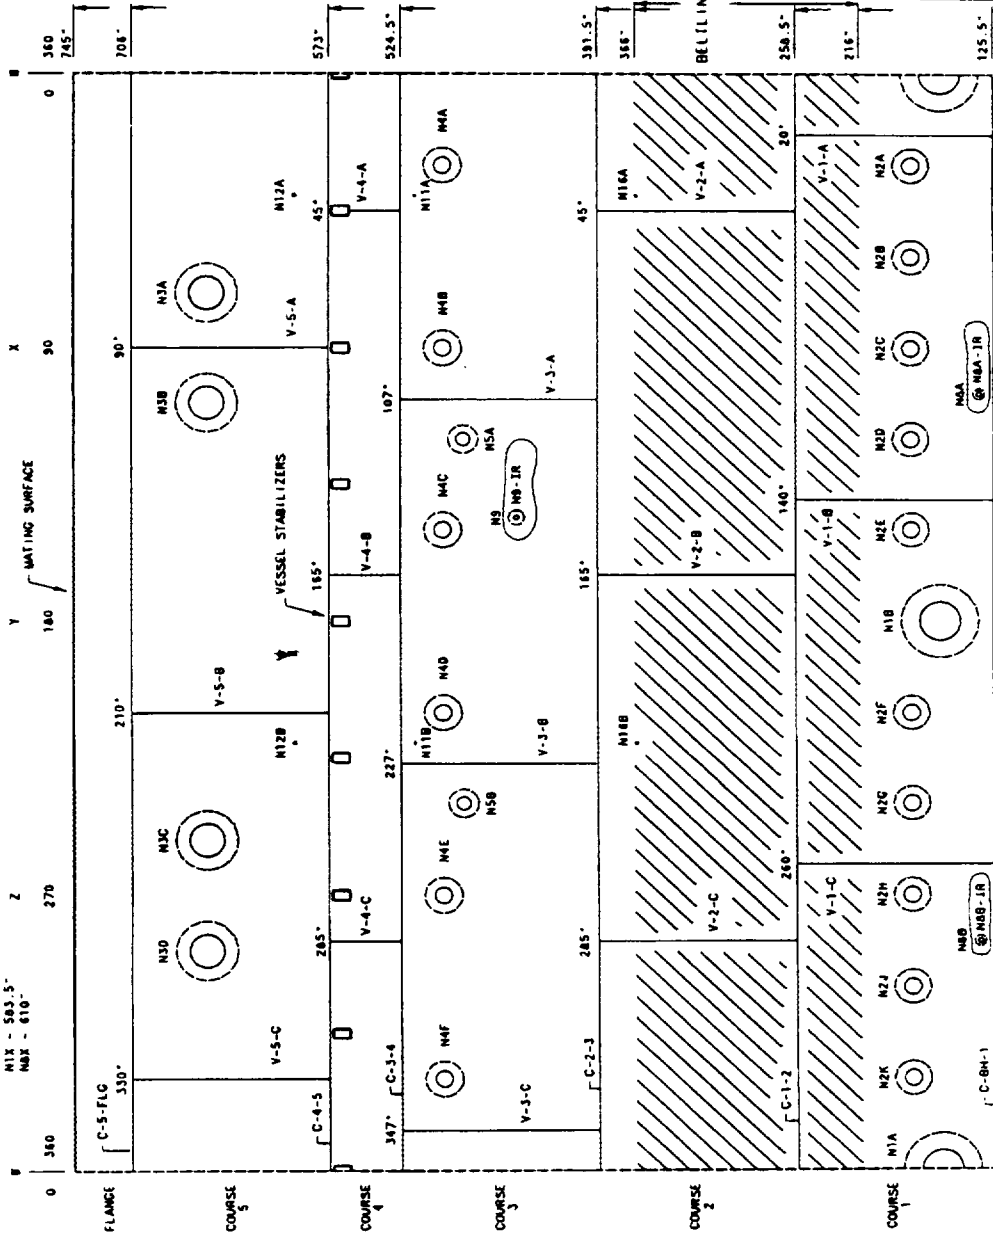 N1X - 583.5"
N8X - 610"
W Z Y X W
0 360 270 180 90 0 360
MATING SURFACE
745"
FLANGE
C-5-FLG
706"
330° 210° 90°
COURSE 5
N3D N3C N3B N3A
V-5-C V-5-B V-5-A
N12B N12A
C-4-5
VESSEL STABILIZERS
573"
285° 165° 45°
COURSE 4
V-4-C V-4-B V-4-A
C-3-4
524.5"
347° 227° 107°
COURSE 3
N4F N4E N4D N4C N4B N4A
N11B N11A
N5B N5A
N9 N9-IR
V-3-C V-3-B V-3-A
C-2-3
285° 165° 45°
391.5"
366"
BELTLIN
COURSE 2
N16B N16A
V-2-C V-2-B V-2-A
C-1-2
260° 140° 20°
258.5"
216"
COURSE 1
V-1-C V-1-B V-1-A
N1A N2K N2J N2H N2G N2F N1B N2E N2D N2C N2B N2A
N8B N8B-IR
N8A N8A-IR
C-BH-1
125.5"